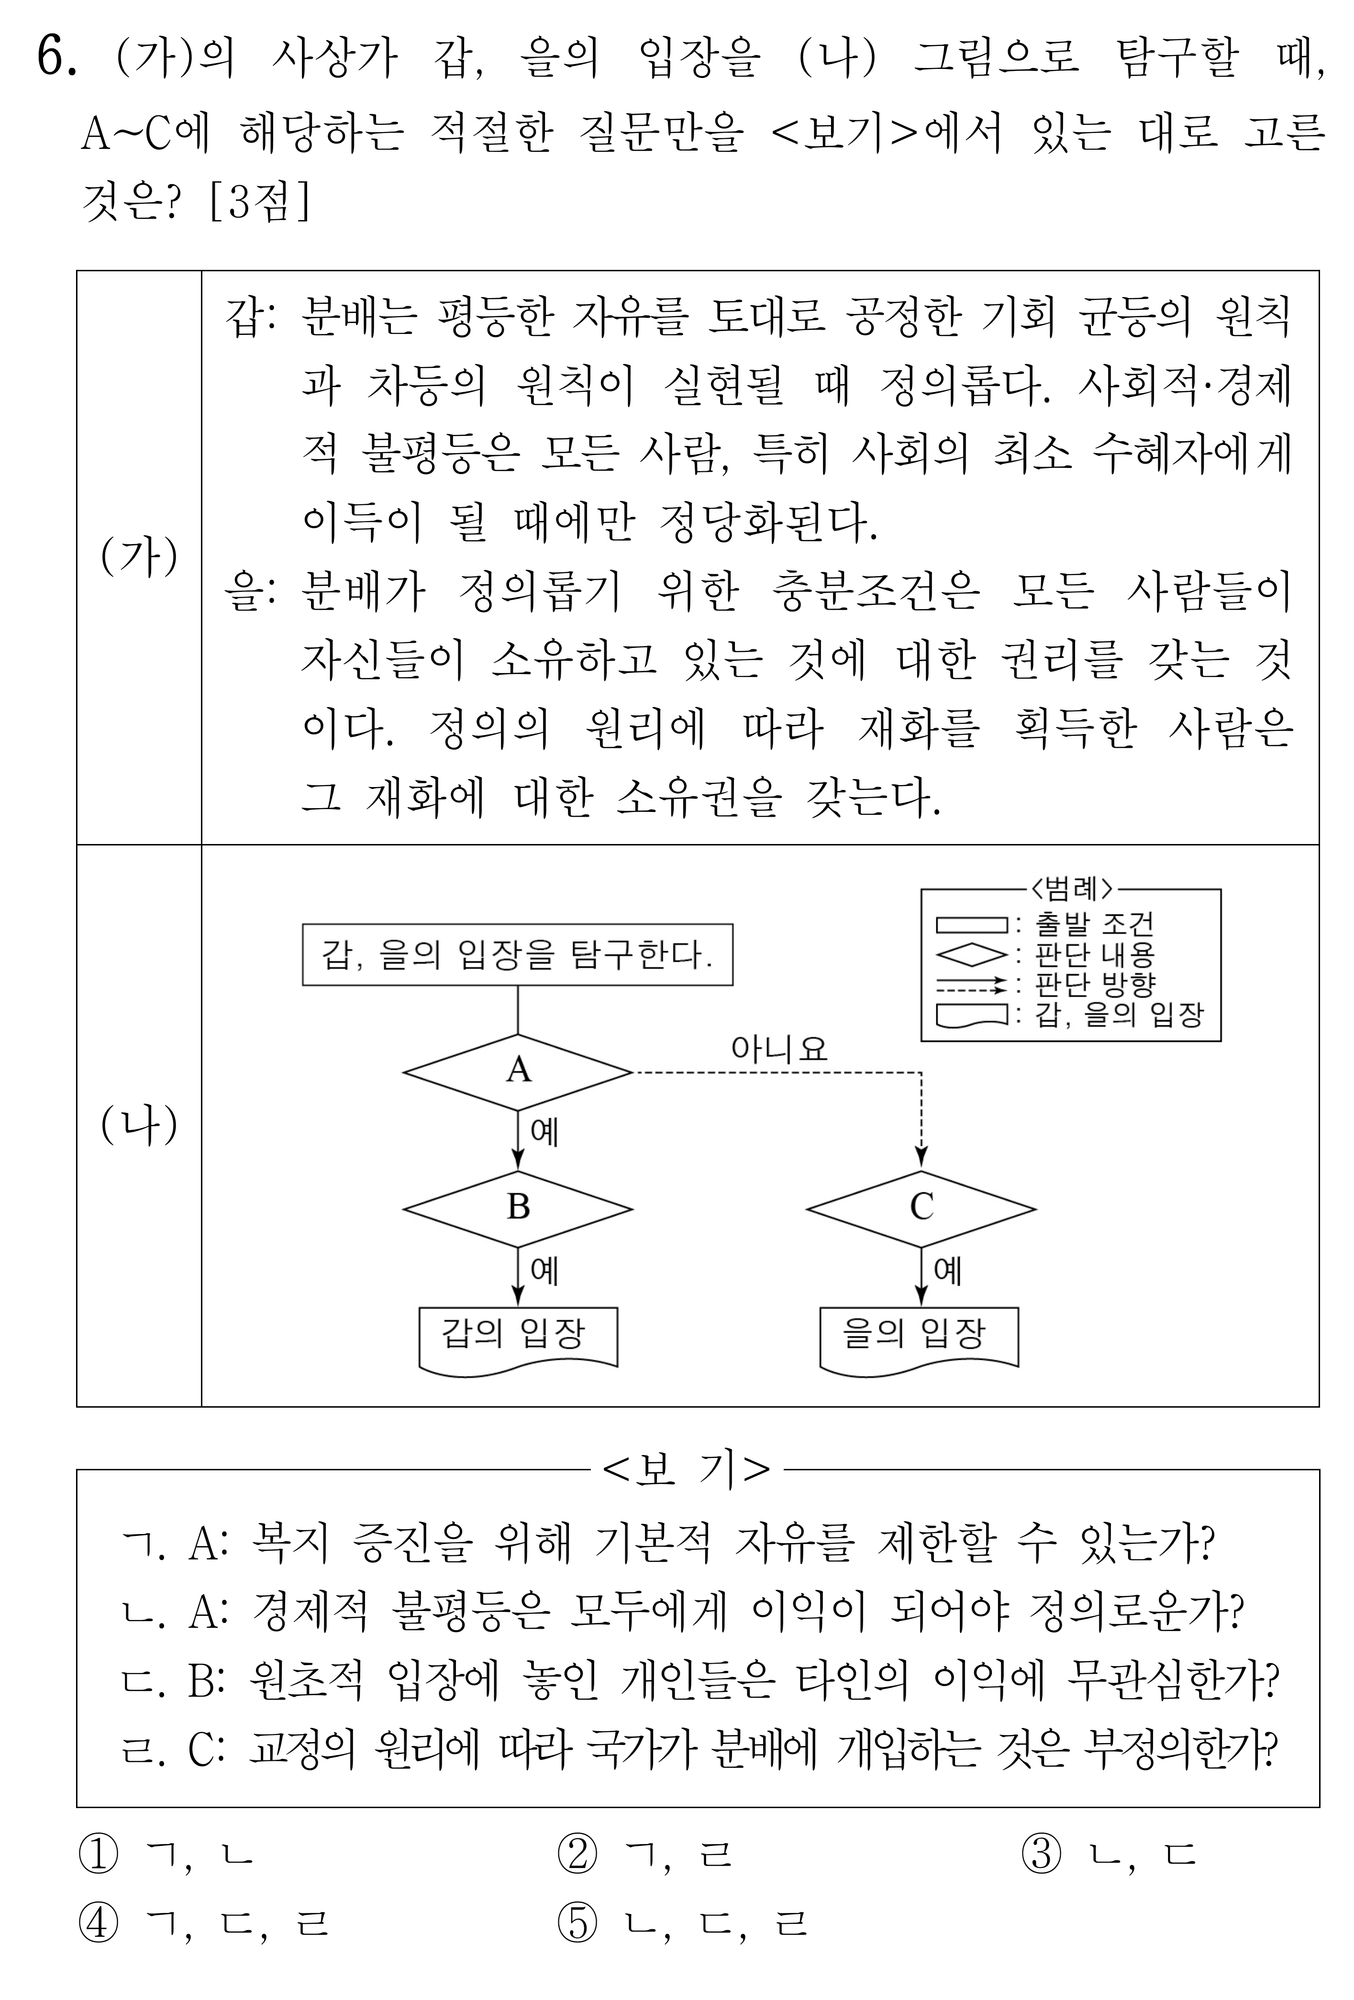 6. (가)의 사상가 갑, 을의 입장을 (나) 그림으로 탐구할 때,
A~C에 해당하는 적절한 질문만을 <보기>에서 있는 대로 고른
것은? [3점]
(가)
갑: 분배는 평등한 자유를 토대로 공정한 기회 균등의 원칙
과 차등의 원칙이 실현될 때 정의롭다. 사회적·경제
적 불평등은 모든 사람, 특히 사회의 최소 수혜자에게
이득이 될 때에만 정당화된다.
을: 분배가 정의롭기 위한 충분조건은 모든 사람들이
자신들이 소유하고 있는 것에 대한 권리를 갖는 것
이다. 정의의 원리에 따라 재화를 획득한 사람은
그 재화에 대한 소유권을 갖는다.
(나)
<범례>
: 출발 조건
: 판단 내용
: 판단 방향
: 갑, 을의 입장
갑, 을의 입장을 탐구한다.
A
아니요
예
B
C
예
예
갑의 입장
을의 입장
<보 기>
ㄱ. A: 복지 증진을 위해 기본적 자유를 제한할 수 있는가?
ㄴ. A: 경제적 불평등은 모두에게 이익이 되어야 정의로운가?
ㄷ. B: 원초적 입장에 놓인 개인들은 타인의 이익에 무관심한가?
ㄹ. C: 교정의 원리에 따라 국가가 분배에 개입하는 것은 부정의한가?
① ㄱ, ㄴ ② ㄱ, ㄹ ③ ㄴ, ㄷ
④ ㄱ, ㄷ, ㄹ ⑤ ㄴ, ㄷ, ㄹ